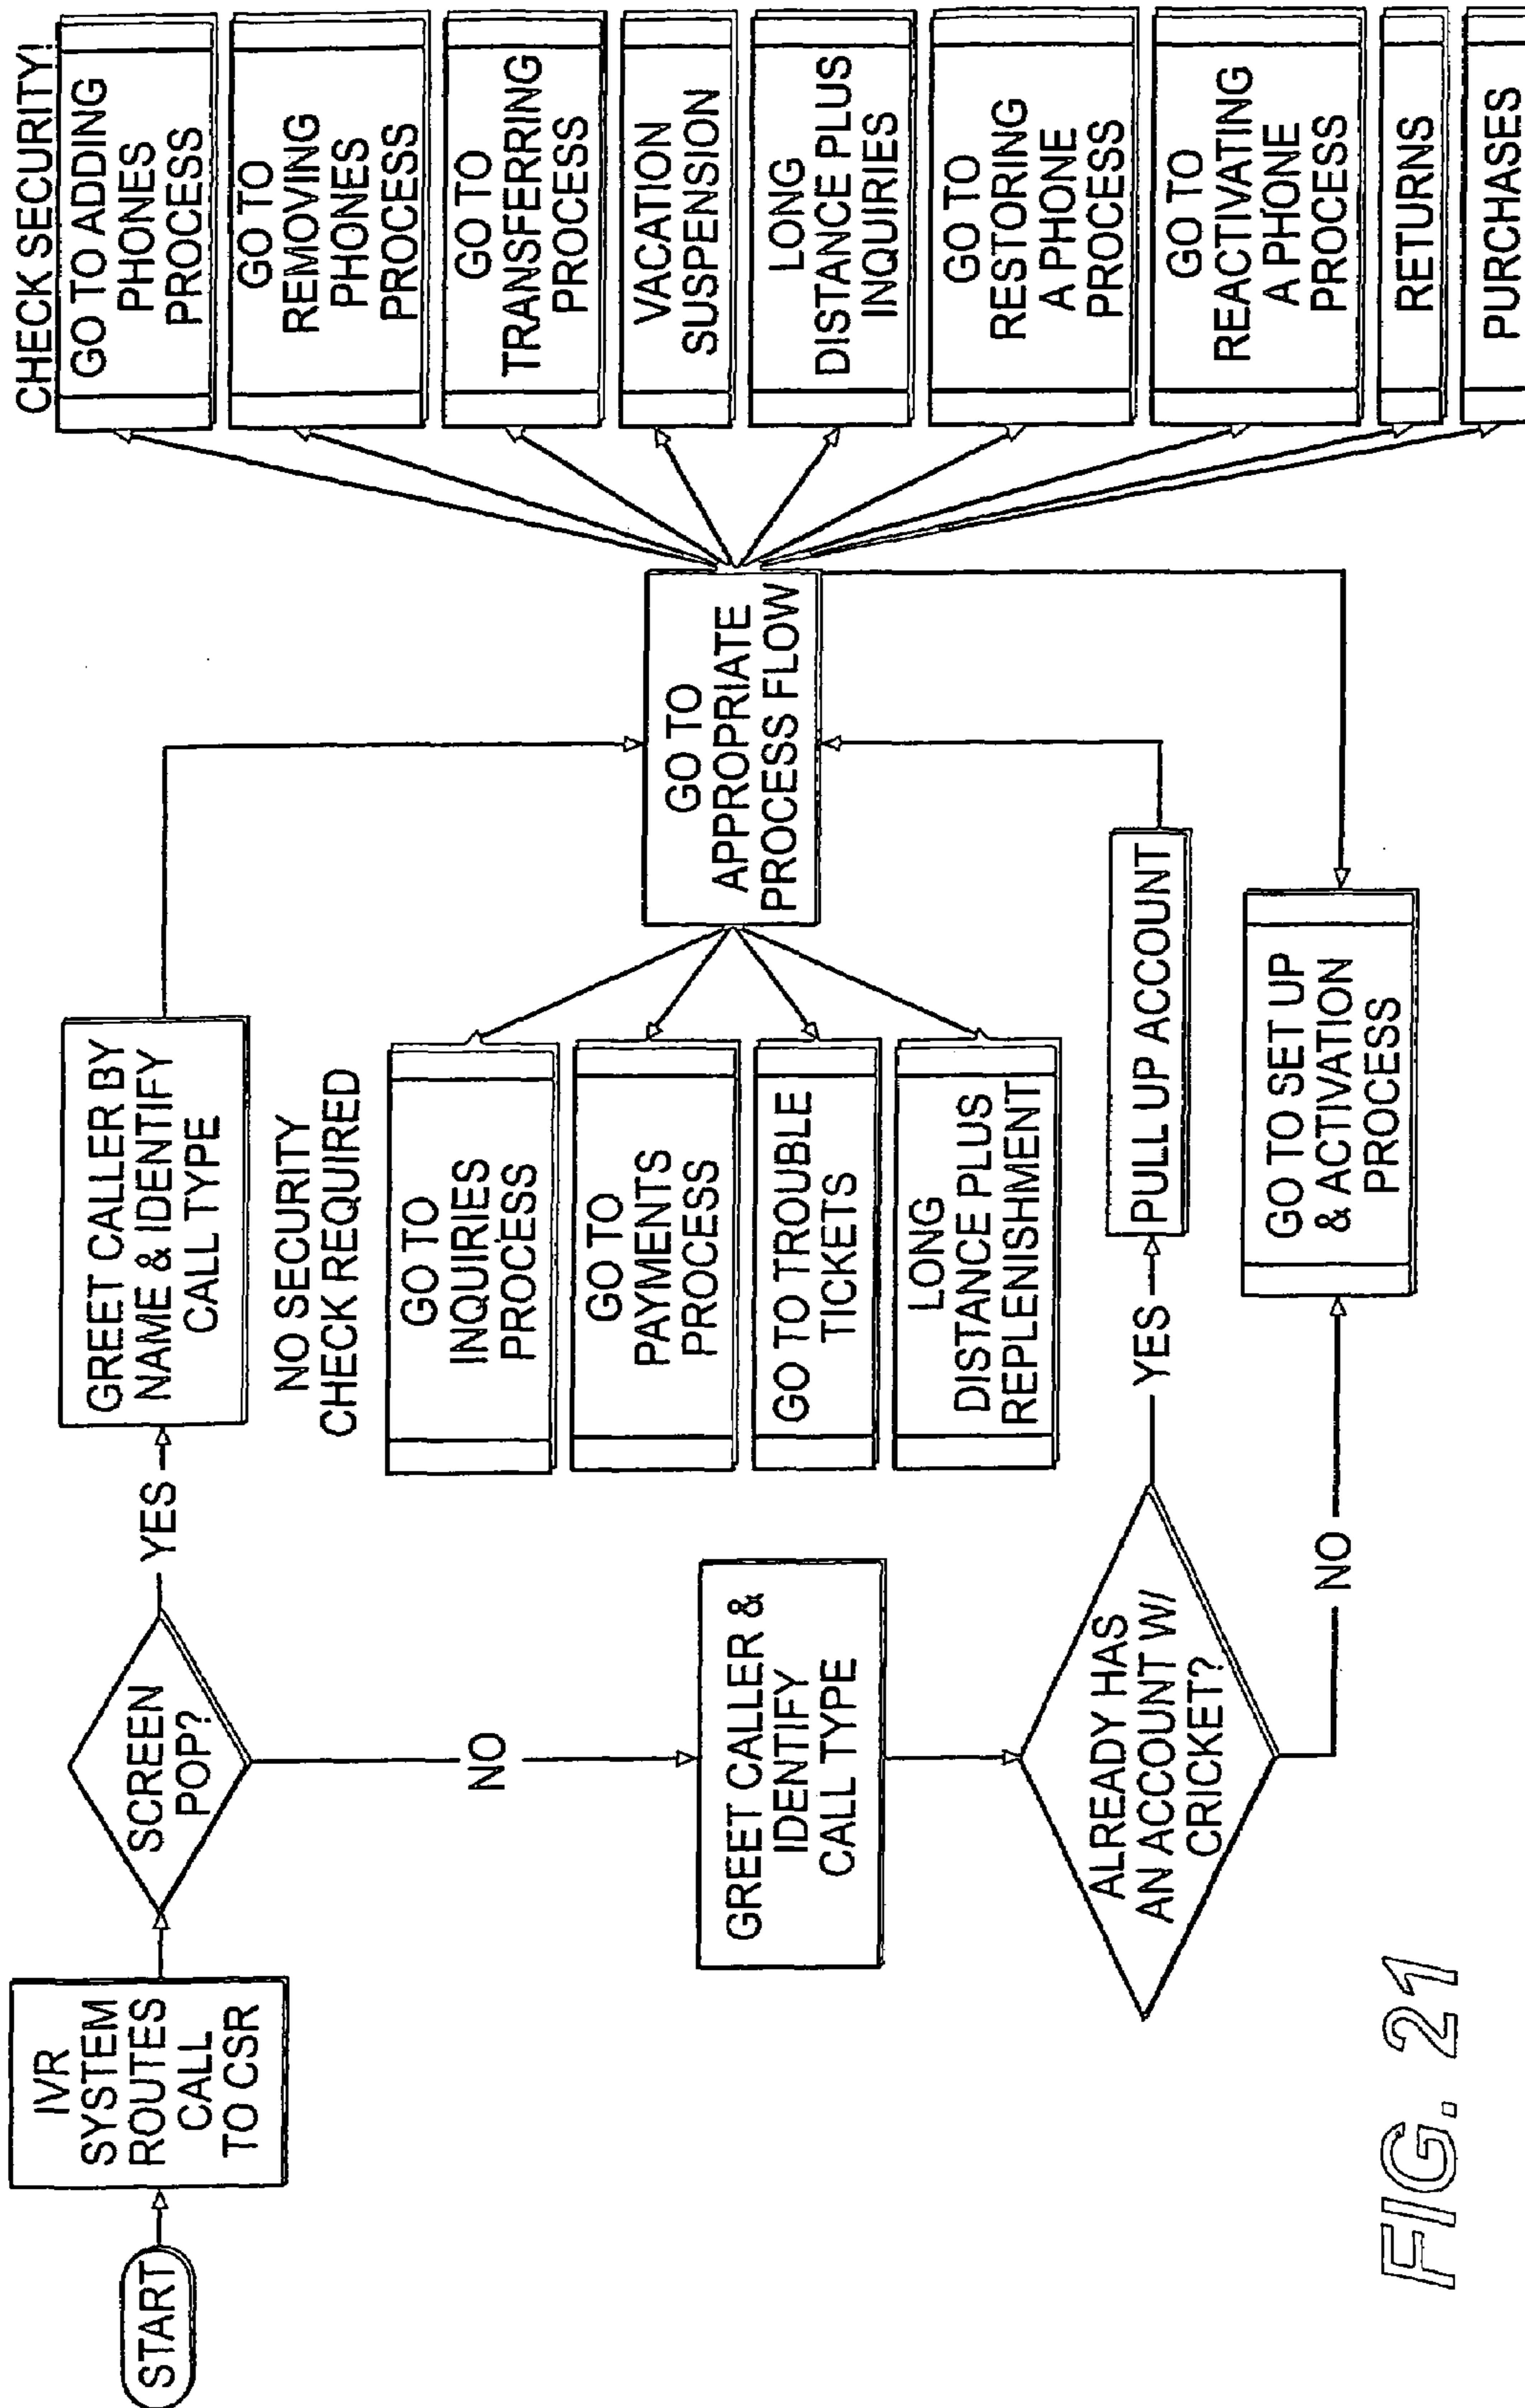 START
IVR
SYSTEM
ROUTES
CALL
TO CSR
SCREEN
POP?
YES
GREET CALLER BY
NAME & IDENTIFY
CALL TYPE
NO
GREET CALLER &
IDENTIFY
CALL TYPE
ALREADY HAS
AN ACCOUNT W/
CRICKET?
YES
PULL UP ACCOUNT
NO
GO TO SET UP
& ACTIVATION
PROCESS
NO SECURITY
CHECK REQUIRED
GO TO
INQUIRIES
PROCESS
GO TO
PAYMENTS
PROCESS
GO TO TROUBLE
TICKETS
LONG
DISTANCE PLUS
REPLENISHMENT
GO TO
APPROPRIATE
PROCESS FLOW
CHECK SECURITY!
GO TO ADDING
PHONES
PROCESS
GO TO
REMOVING
PHONES
PROCESS
GO TO
TRANSFERRING
PROCESS
VACATION
SUSPENSION
LONG
DISTANCE PLUS
INQUIRIES
GO TO
RESTORING
A PHONE
PROCESS
GO TO
REACTIVATING
A PHONE
PROCESS
RETURNS
PURCHASES
FIG. 21